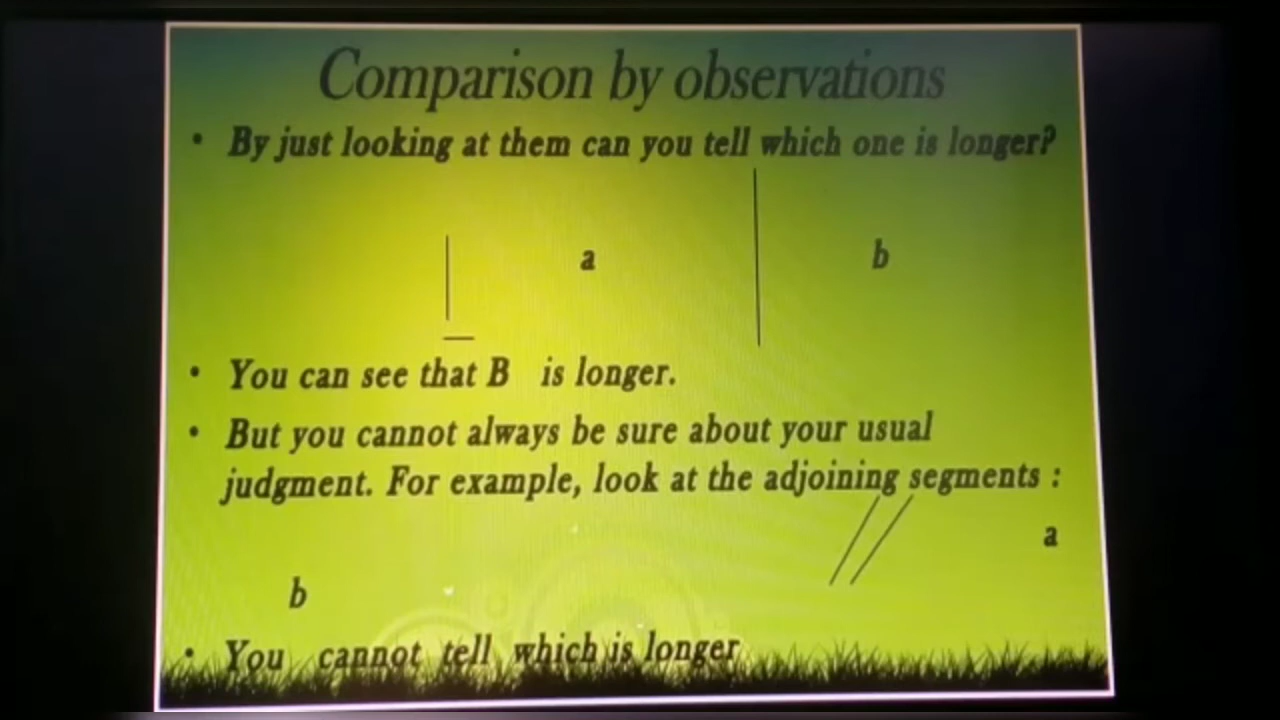 Comparison by observations
• By just looking at them can you tell which one is longer?
a b
• You can see that B is longer.
• But you cannot always be sure about your usual
judgment. For example, look at the adjoining segments :
a
b
• You cannot tell which is longer